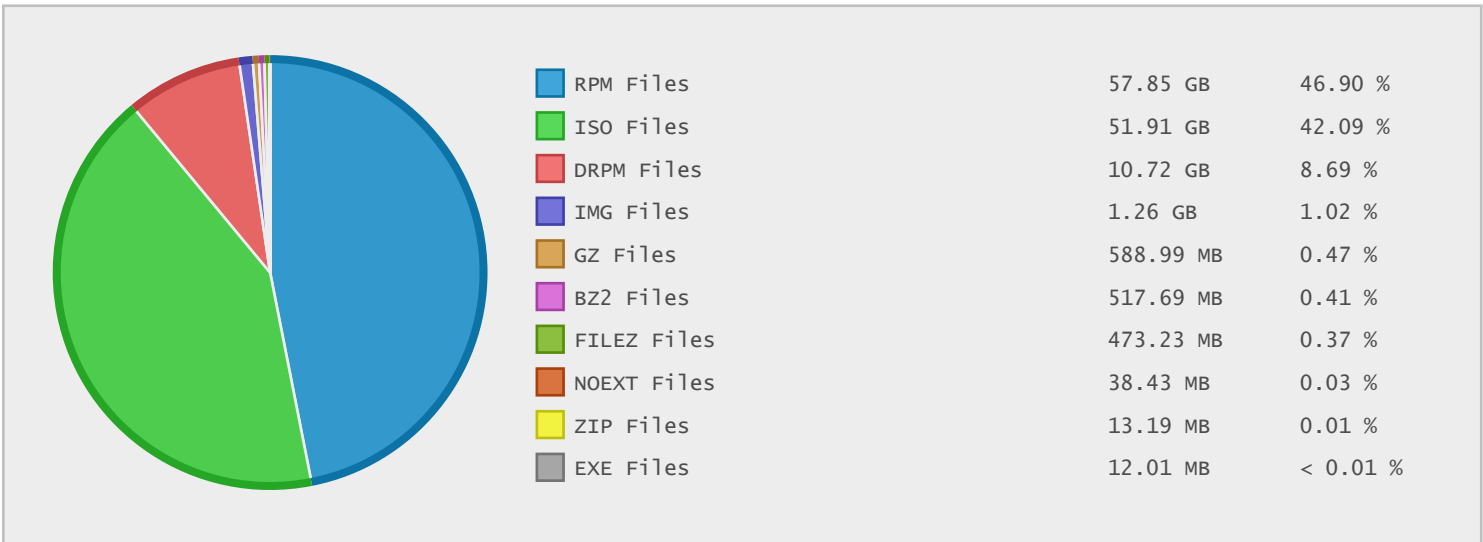 RPM Files 57.85 GB 46.90 %
ISO Files 51.91 GB 42.09 %
DRPM Files 10.72 GB 8.69 %
IMG Files 1.26 GB 1.02 %
GZ Files 588.99 MB 0.47 %
BZ2 Files 517.69 MB 0.41 %
FILEZ Files 473.23 MB 0.37 %
NOEXT Files 38.43 MB 0.03 %
ZIP Files 13.19 MB 0.01 %
EXE Files 12.01 MB < 0.01 %